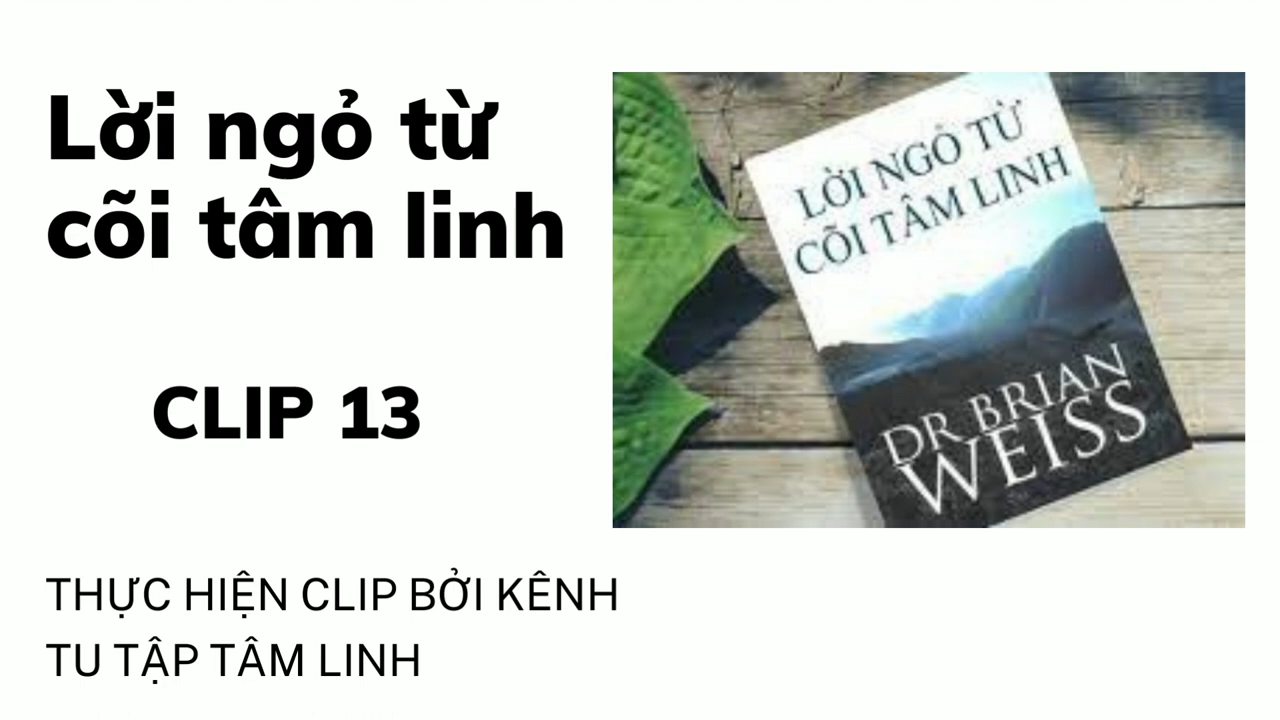 Lời ngỏ từ
cõi tâm linh
CLIP 13
THỰC HIỆN CLIP BỞI KÊNH
TU TẬP TÂM LINH
LỜI NGỎ TỪ
CÕI TÂM LINH
DR BRIAN
WEISS